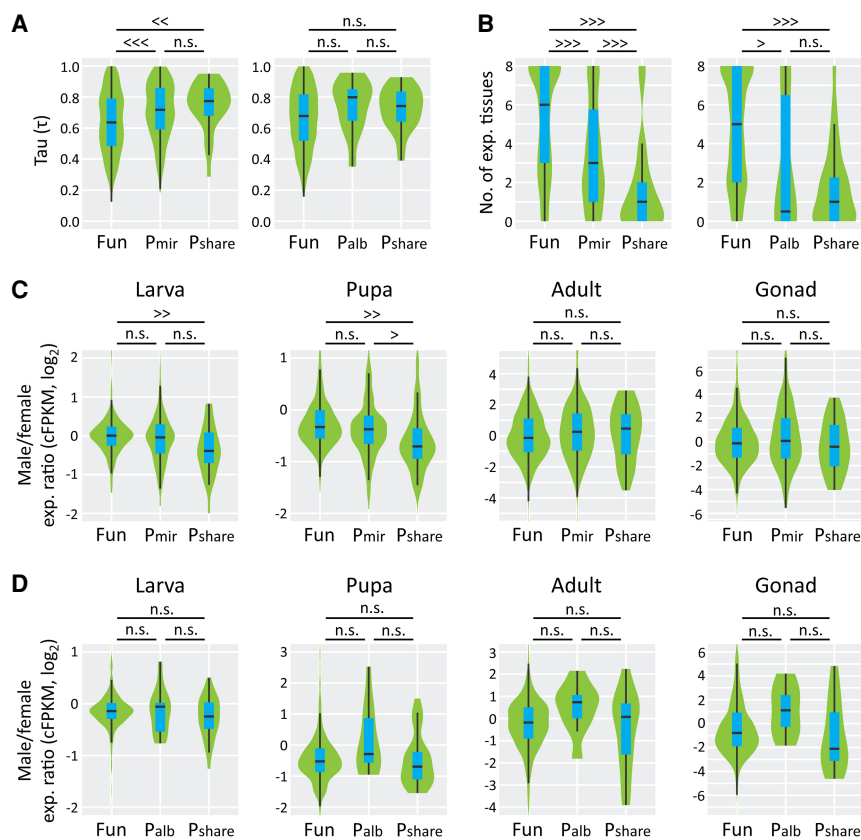 A
B
<<
n.s.
>>>
>>>
<<<
n.s.
n.s.
n.s.
>>>
>>>
>
n.s.
Tau (τ)
1.0
0.8
0.6
0.4
0.2
0.0
1.0
0.8
0.6
0.4
0.2
0.0
No. of exp. tissues
8
6
4
2
0
8
6
4
2
0
Fun Pmir Pshare
Fun Palb Pshare
Fun Pmir Pshare
Fun Palb Pshare
C
Larva
Pupa
Adult
Gonad
>>
>>
n.s.
n.s.
n.s.
n.s.
n.s.
>
n.s.
n.s.
n.s.
n.s.
Male/female
exp. ratio (cFPKM, log2)
2
1
0
-1
-2
1
0
-1
-2
4
2
0
-2
-4
6
4
2
0
-2
-4
-6
Fun Pmir Pshare
Fun Pmir Pshare
Fun Pmir Pshare
Fun Pmir Pshare
D
Larva
Pupa
Adult
Gonad
n.s.
n.s.
n.s.
n.s.
n.s.
n.s.
n.s.
n.s.
n.s.
n.s.
n.s.
n.s.
Male/female
exp. ratio (cFPKM, log2)
1
0
-1
-2
3
2
1
0
-1
-2
3
2
1
0
-1
-2
-3
-4
6
4
2
0
-2
-4
-6
Fun Palb Pshare
Fun Palb Pshare
Fun Palb Pshare
Fun Palb Pshare